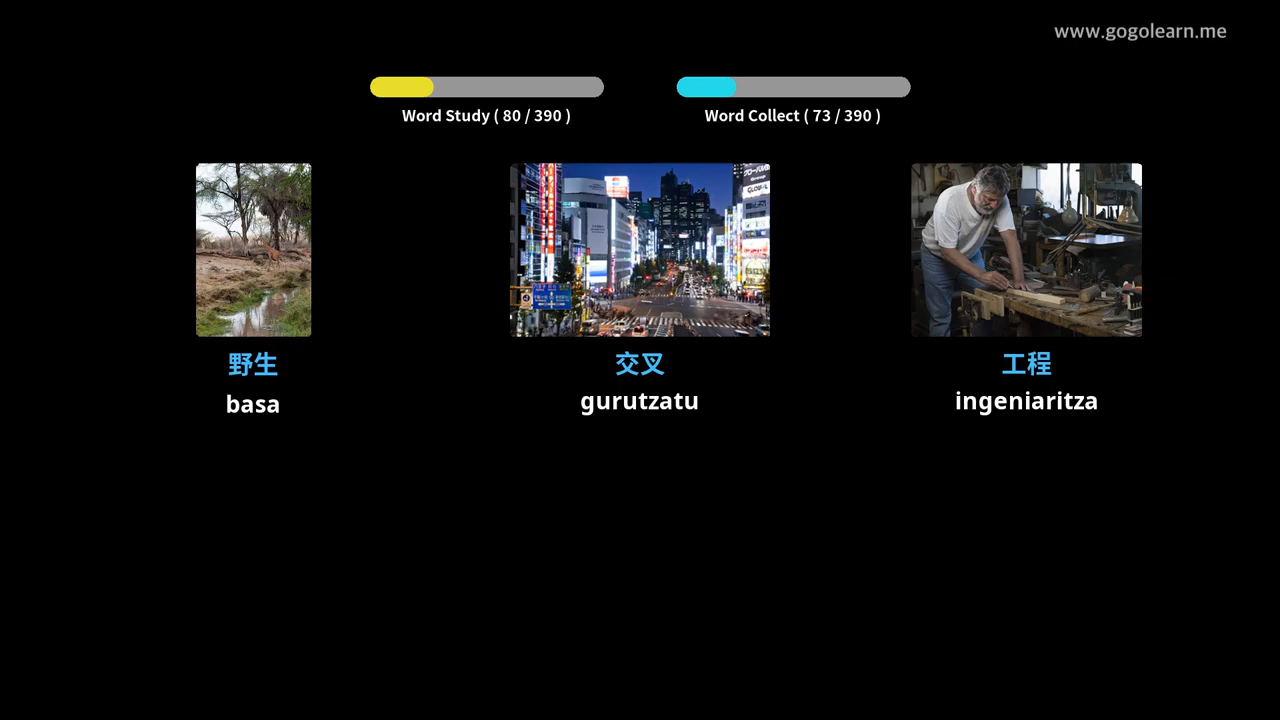 www.gogolearn.me
Word Study ( 80 / 390 )
Word Collect ( 73 / 390 )
野生
交叉
工程
basa
gurutzatu
ingeniaritza